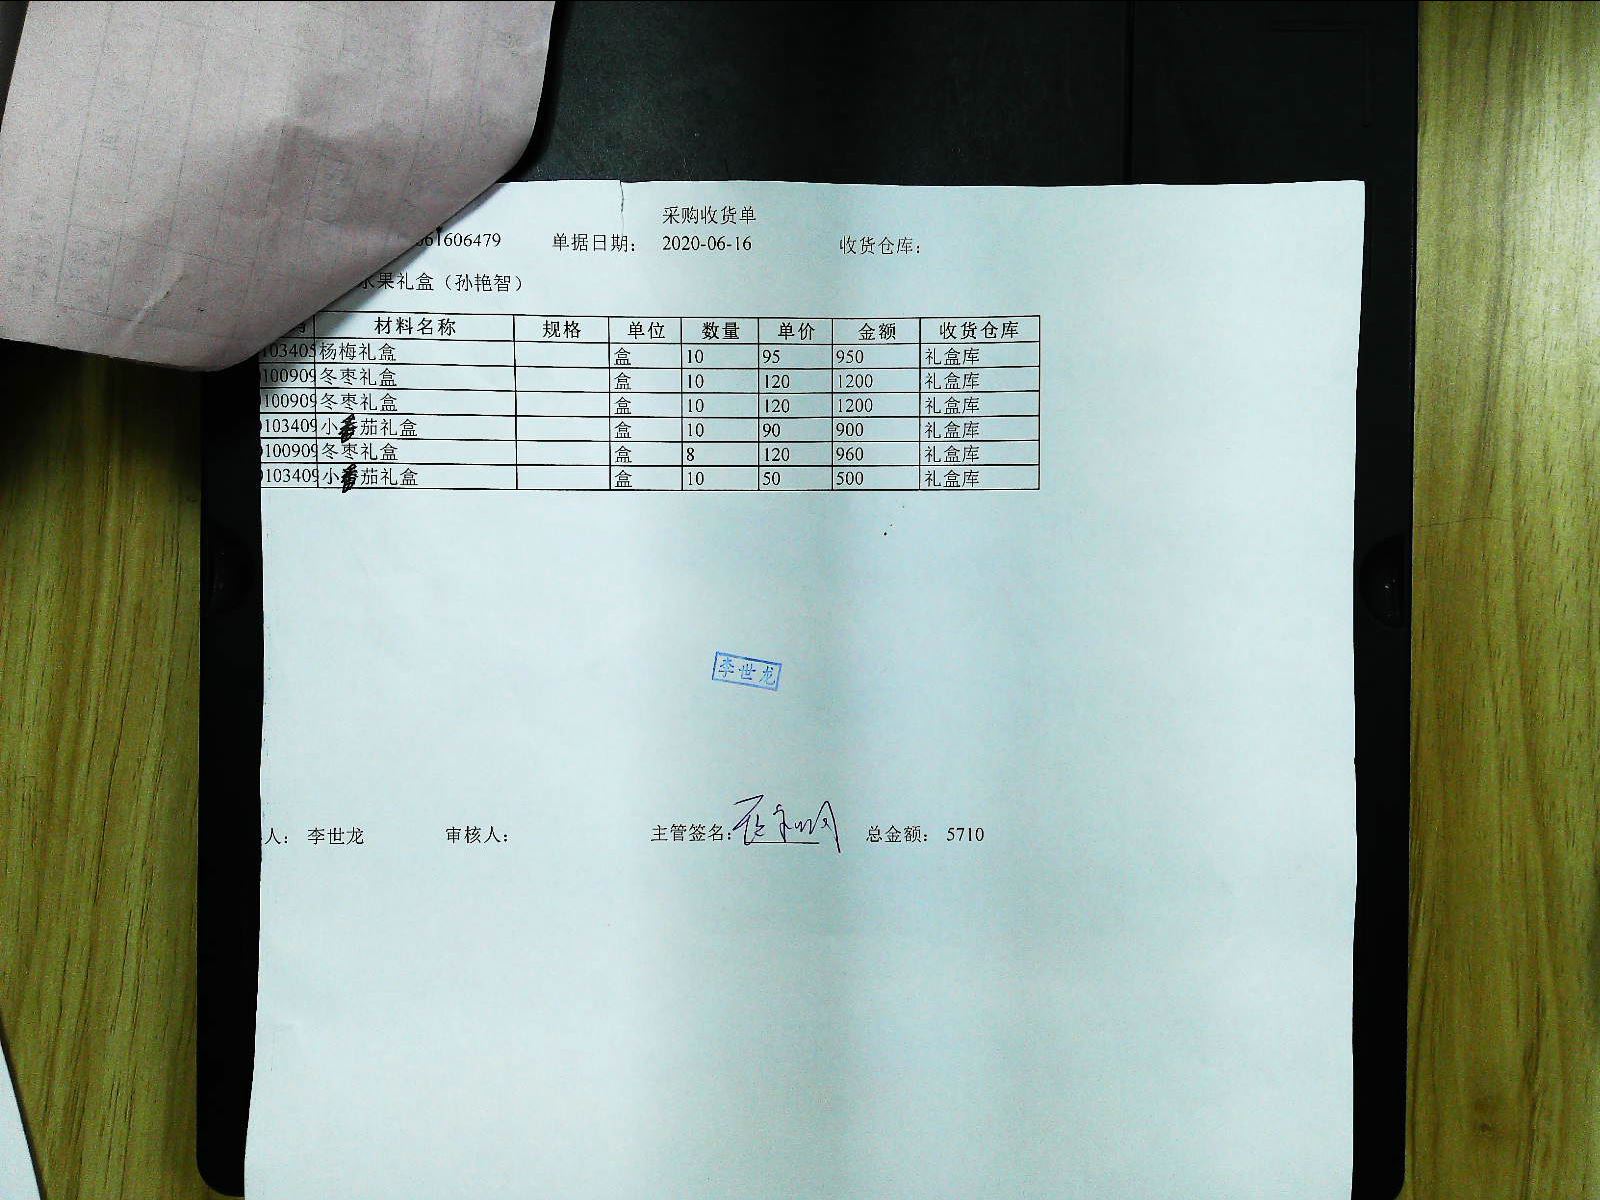 采购收货单
061606479 单据日期： 2020-06-16 收货仓库：
水果礼盒（孙艳智）
材料名称 规格 单位 数量 单价 金额 收货仓库
103405 杨梅礼盒 盒 10 95 950 礼盒库
100909 冬枣礼盒 盒 10 120 1200 礼盒库
100909 冬枣礼盒 盒 10 120 1200 礼盒库
103409 小番茄礼盒 盒 10 90 900 礼盒库
100909 冬枣礼盒 盒 8 120 960 礼盒库
103409 小番茄礼盒 盒 10 50 500 礼盒库
李世龙
人： 李世龙 审核人： 主管签名： 总金额： 5710